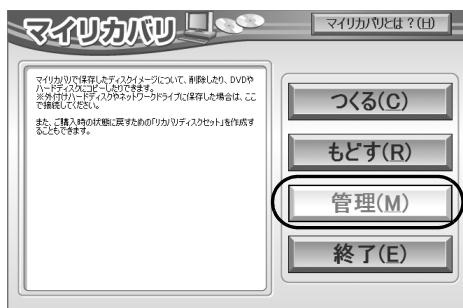 マイリカバリ
マイリカバリとは？(H)
マイリカバリで保存したディスクイメージについて、削除したり、DVDや
ハードディスクにコピーしたりできます。
※外付けハードディスクやネットワークドライブに保存した場合は、ここ
で接続してください。
また、ご購入時の状態に戻すための「リカバリディスクセット」を作成す
ることもできます。
つくる(C)
もどす(R)
管理(M)
終了(E)